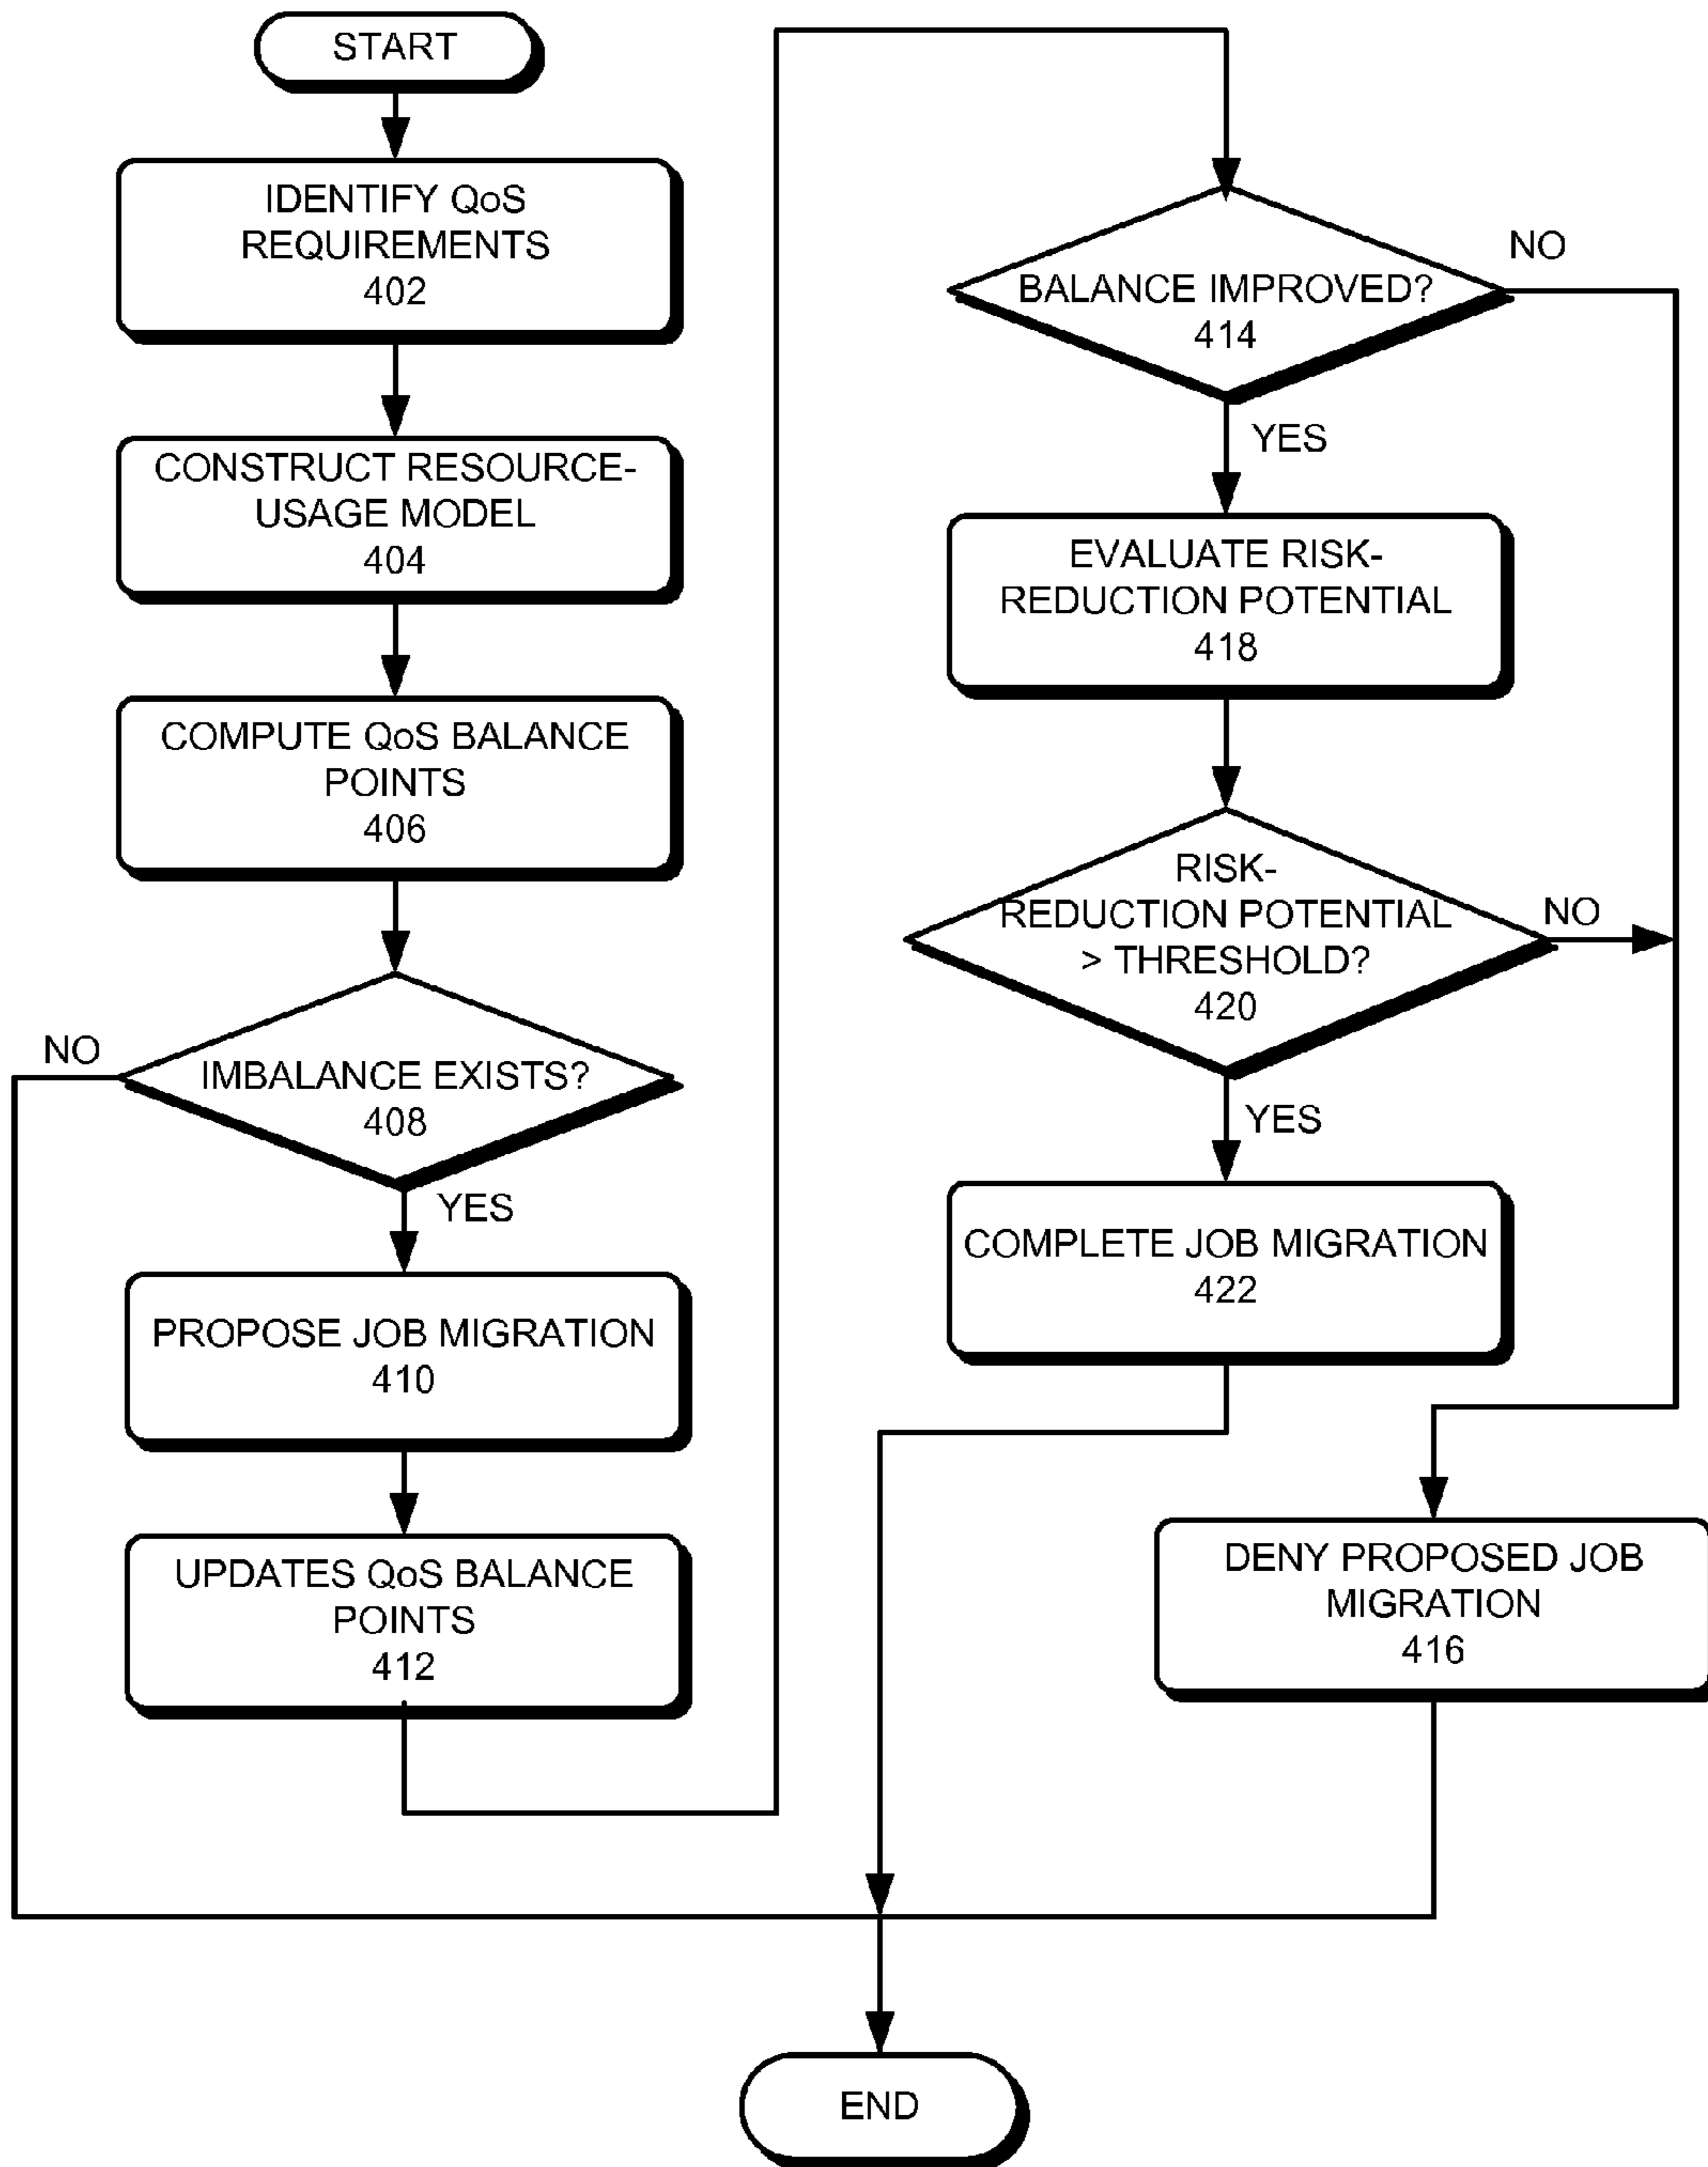 START
IDENTIFY QoS
REQUIREMENTS
402
CONSTRUCT RESOURCE-
USAGE MODEL
404
COMPUTE QoS BALANCE
POINTS
406
NO
IMBALANCE EXISTS?
408
YES
PROPOSE JOB MIGRATION
410
UPDATES QoS BALANCE
POINTS
412
NO
BALANCE IMPROVED?
414
YES
EVALUATE RISK-
REDUCTION POTENTIAL
418
RISK-
REDUCTION POTENTIAL
> THRESHOLD?
420
NO
YES
COMPLETE JOB MIGRATION
422
DENY PROPOSED JOB
MIGRATION
416
END